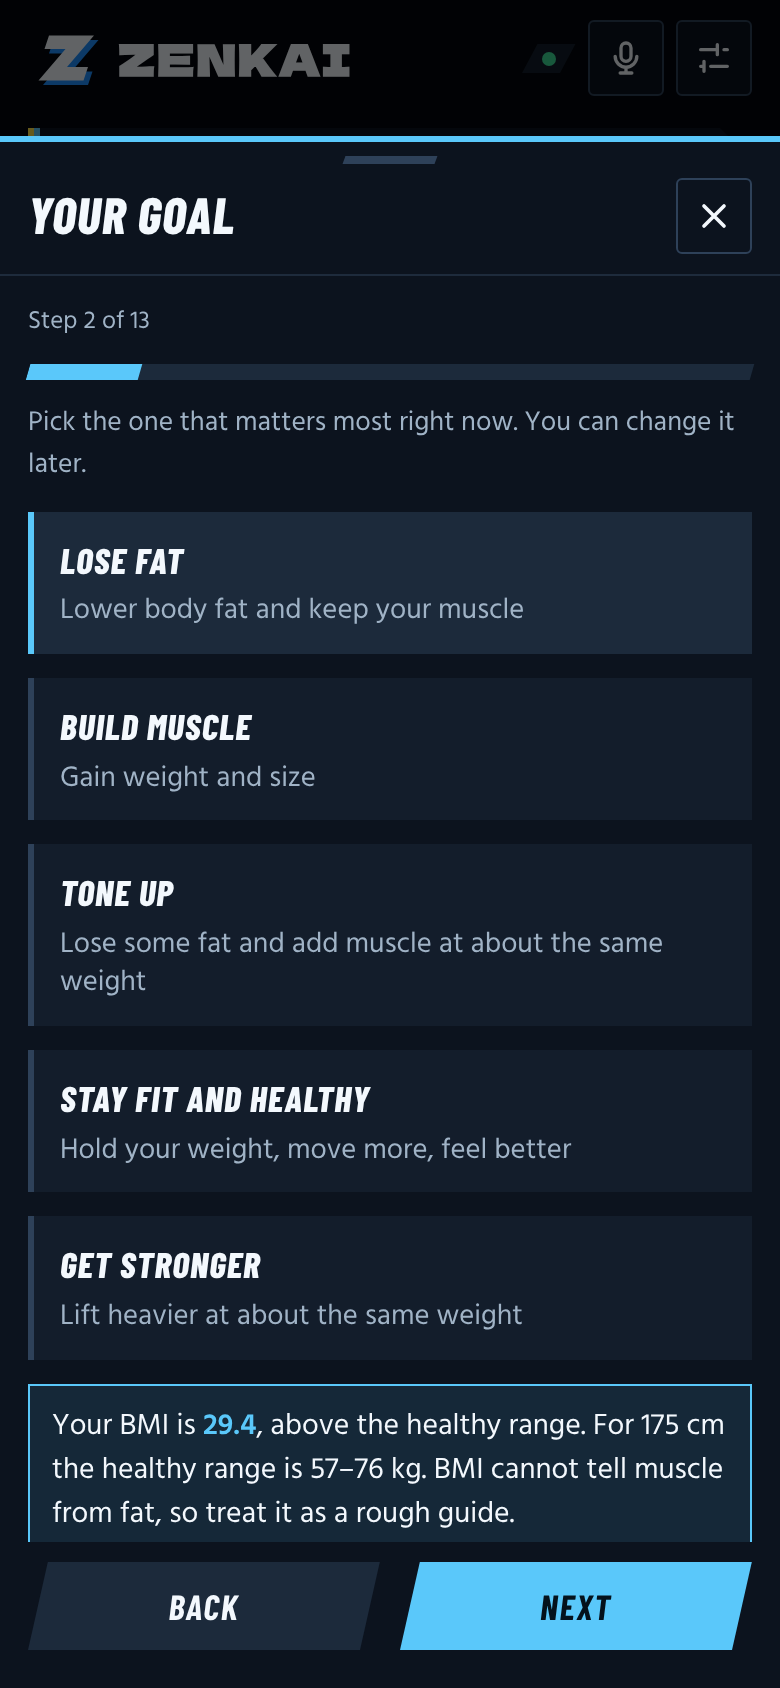 ZENKAI
YOUR GOAL
Step 2 of 13
Pick the one that matters most right now. You can change it
later.
LOSE FAT
Lower body fat and keep your muscle
BUILD MUSCLE
Gain weight and size
TONE UP
Lose some fat and add muscle at about the same
weight
STAY FIT AND HEALTHY
Hold your weight, move more, feel better
GET STRONGER
Lift heavier at about the same weight
Your BMI is 29.4, above the healthy range. For 175 cm
the healthy range is 57–76 kg. BMI cannot tell muscle
from fat, so treat it as a rough guide.
BACK
NEXT